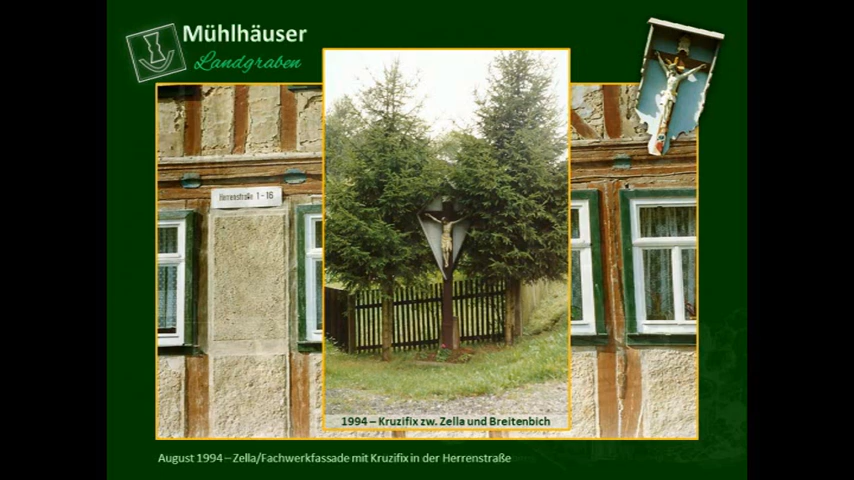 Mühlhäuser
Landgraben
Herrenstraße 1-16
1994 – Kruzifix zw. Zella und Breitenbich
August 1994 – Zella/Fachwerkfassade mit Kruzifix in der Herrenstraße